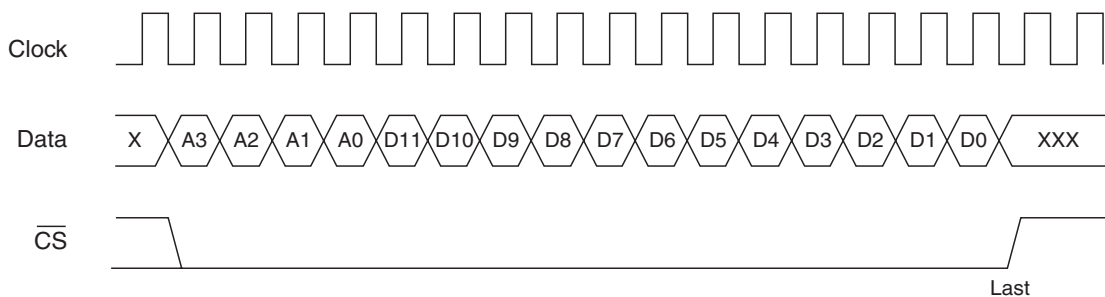 Clock
Data X A3 A2 A1 A0 D11 D10 D9 D8 D7 D6 D5 D4 D3 D2 D1 D0 XXX
CS
Last